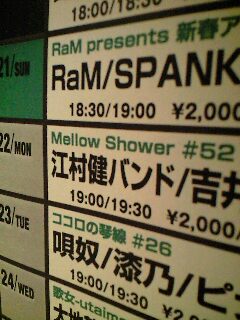 18:00/18:30
RaM presents 新春ア
21/SUN
RaM/SPANK
18:30/19:00 ¥2,000
22/MON
Mellow Shower #52
江村健バンド/吉井
19:00/19:30 ¥2,000
23/TUE
ココロの琴線 #26
唄奴/漆乃/ピ
19:00/19:30 ¥2,
24/WED
歌女-utaime